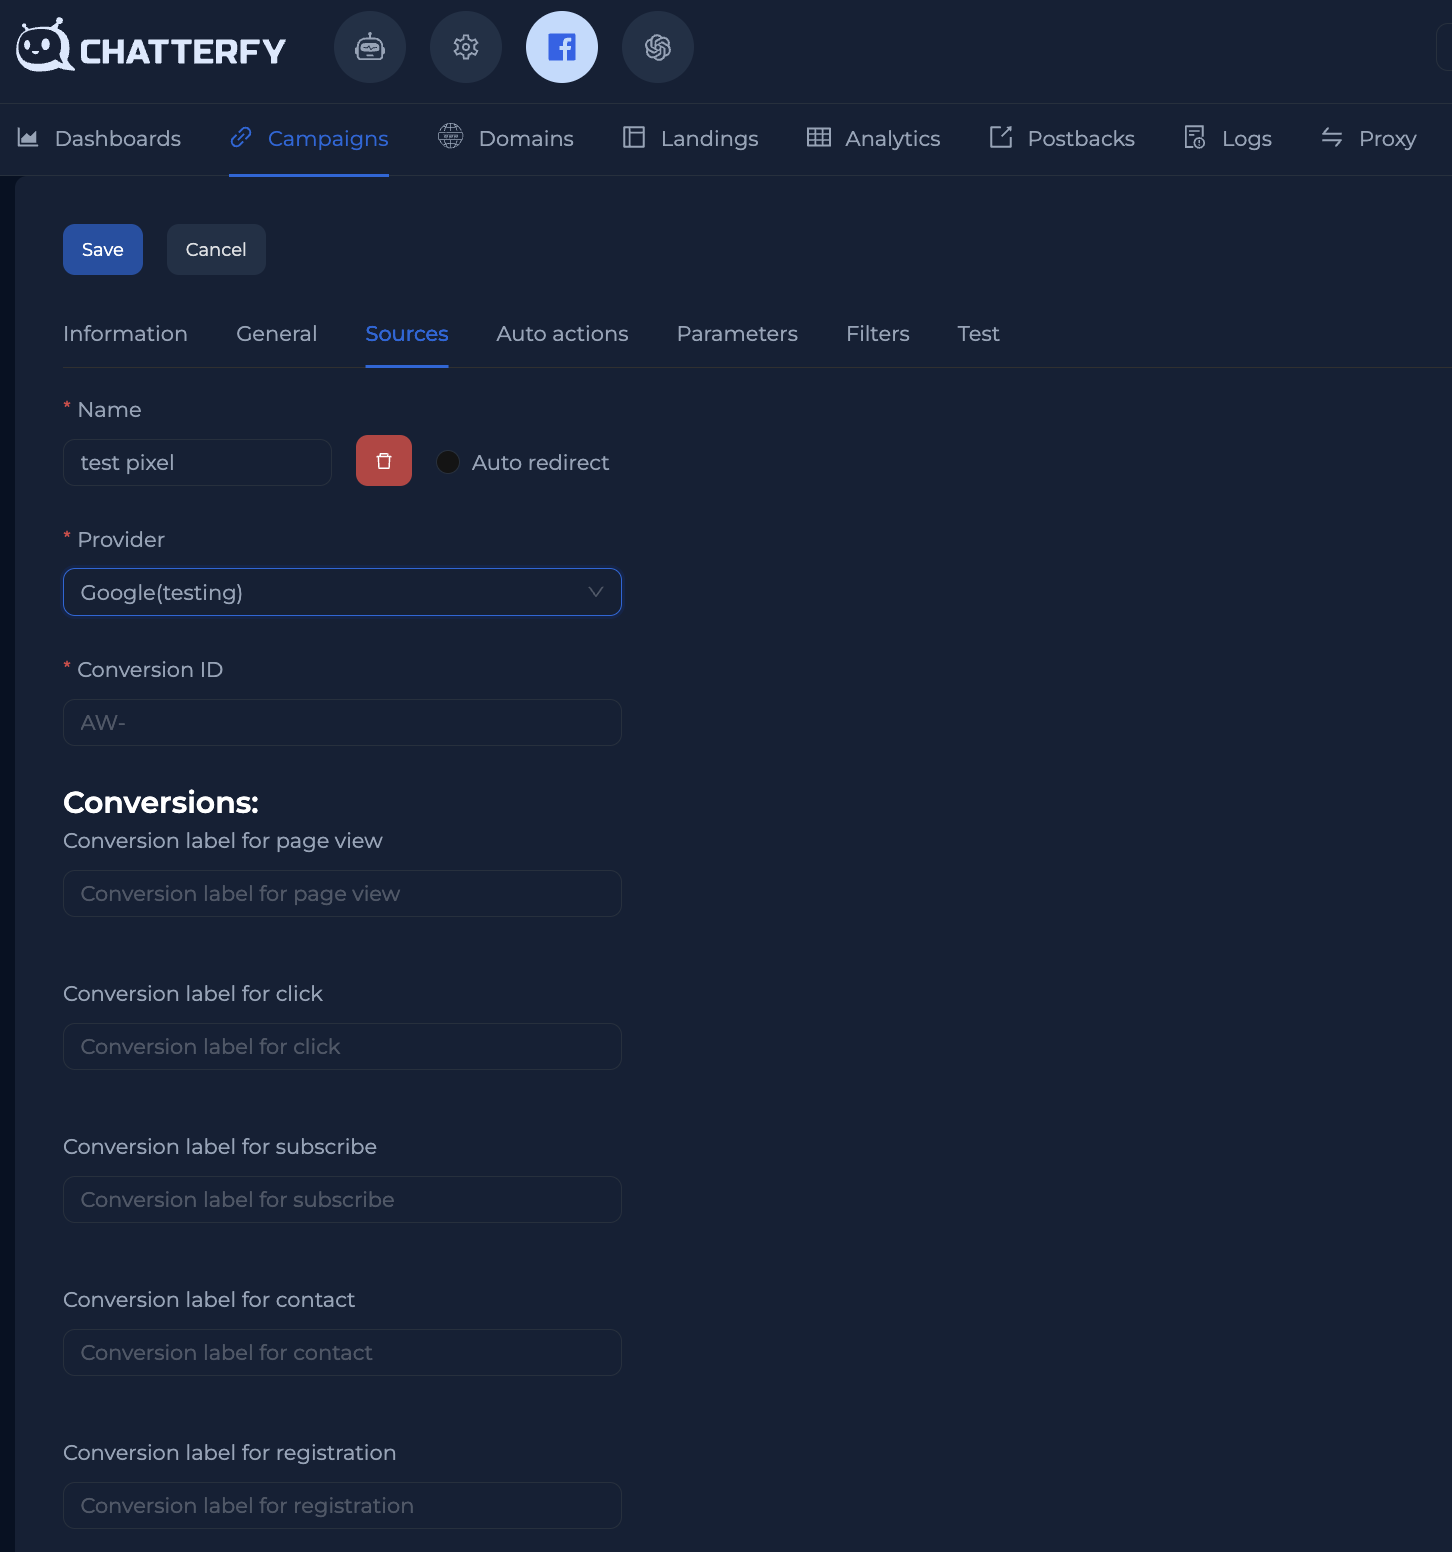 CHATTERFY
Dashboards Campaigns Domains Landings Analytics Postbacks Logs Proxy
Save Cancel
Information General Sources Auto actions Parameters Filters Test
* Name
test pixel Auto redirect
* Provider
Google(testing)
* Conversion ID
AW-
Conversions:
Conversion label for page view
Conversion label for page view
Conversion label for click
Conversion label for click
Conversion label for subscribe
Conversion label for subscribe
Conversion label for contact
Conversion label for contact
Conversion label for registration
Conversion label for registration